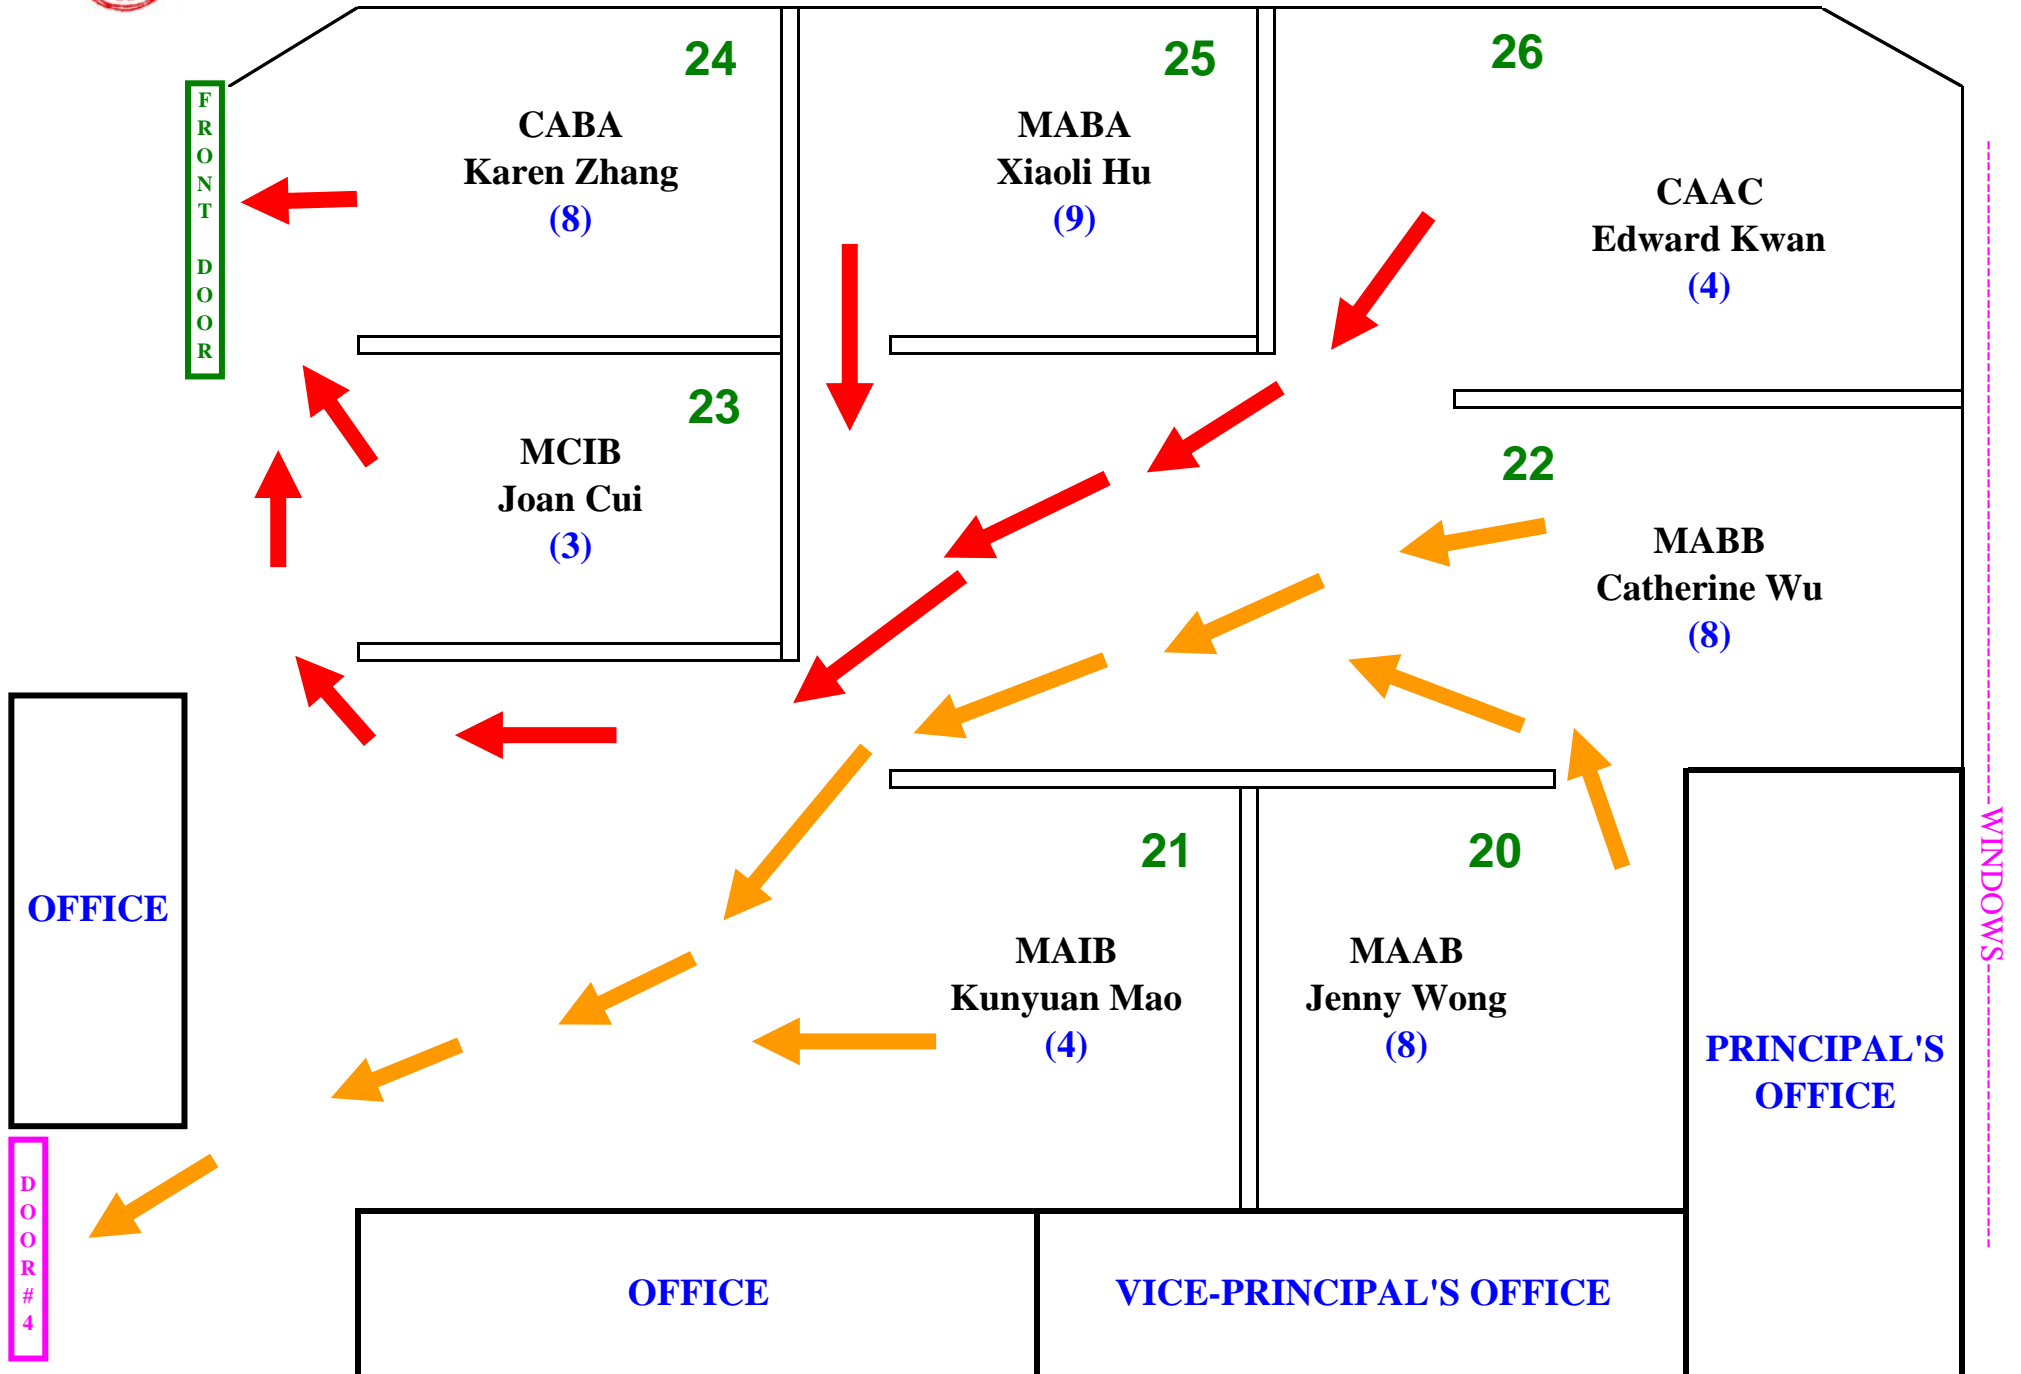 24
25
26
FRONT DOOR
CABA
Karen Zhang
(8)
MABA
Xiaoli Hu
(9)
CAAC
Edward Kwan
(4)
23
MCIB
Joan Cui
(3)
22
MABB
Catherine Wu
(8)
21
20
WINDOWS
OFFICE
MAIB
Kunyuan Mao
(4)
MAAB
Jenny Wong
(8)
PRINCIPAL'S
OFFICE
DOOR#4
OFFICE
VICE-PRINCIPAL'S OFFICE